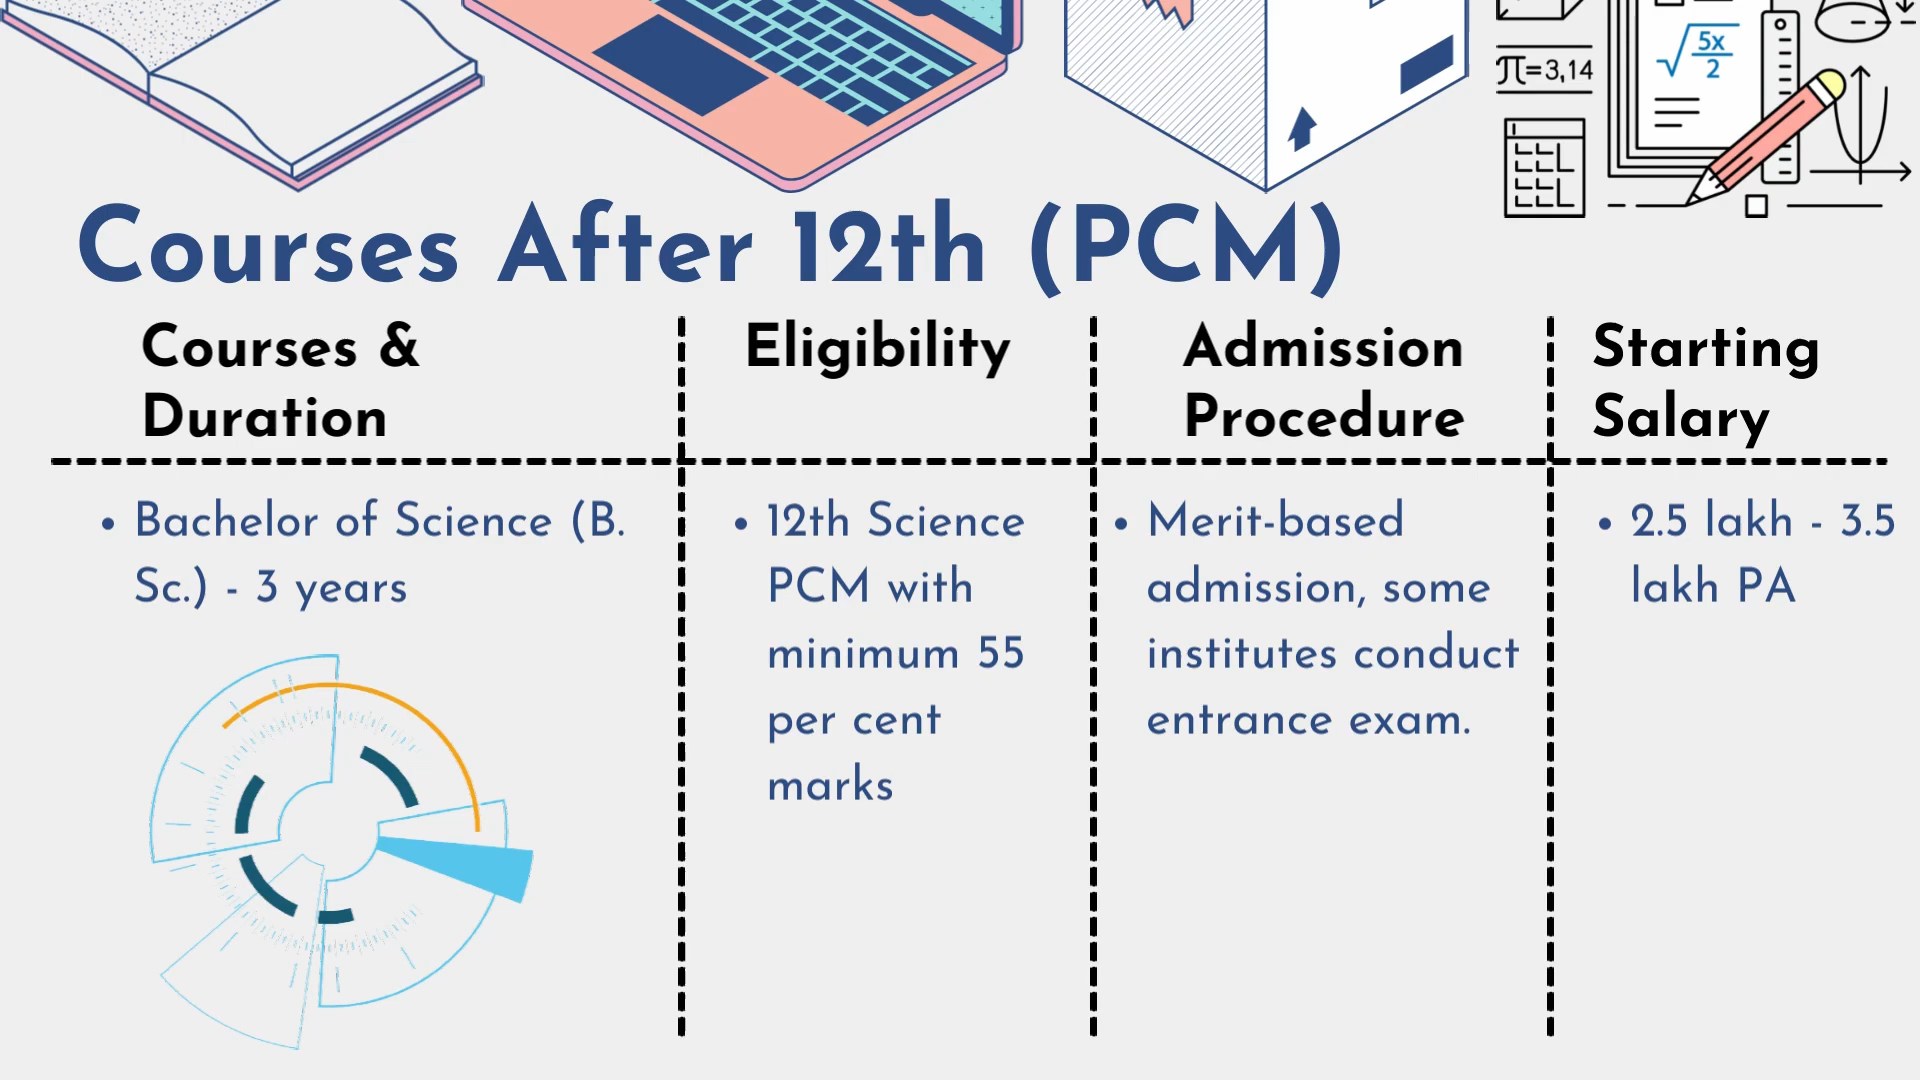 √5x/2
π=3,14
Courses After 12th (PCM)
Courses &
Duration
Eligibility
Admission
Procedure
Starting
Salary
• Bachelor of Science (B.
Sc.) - 3 years
• 12th Science
PCM with
minimum 55
per cent
marks
• Merit-based
admission, some
institutes conduct
entrance exam.
• 2.5 lakh - 3.5
lakh PA